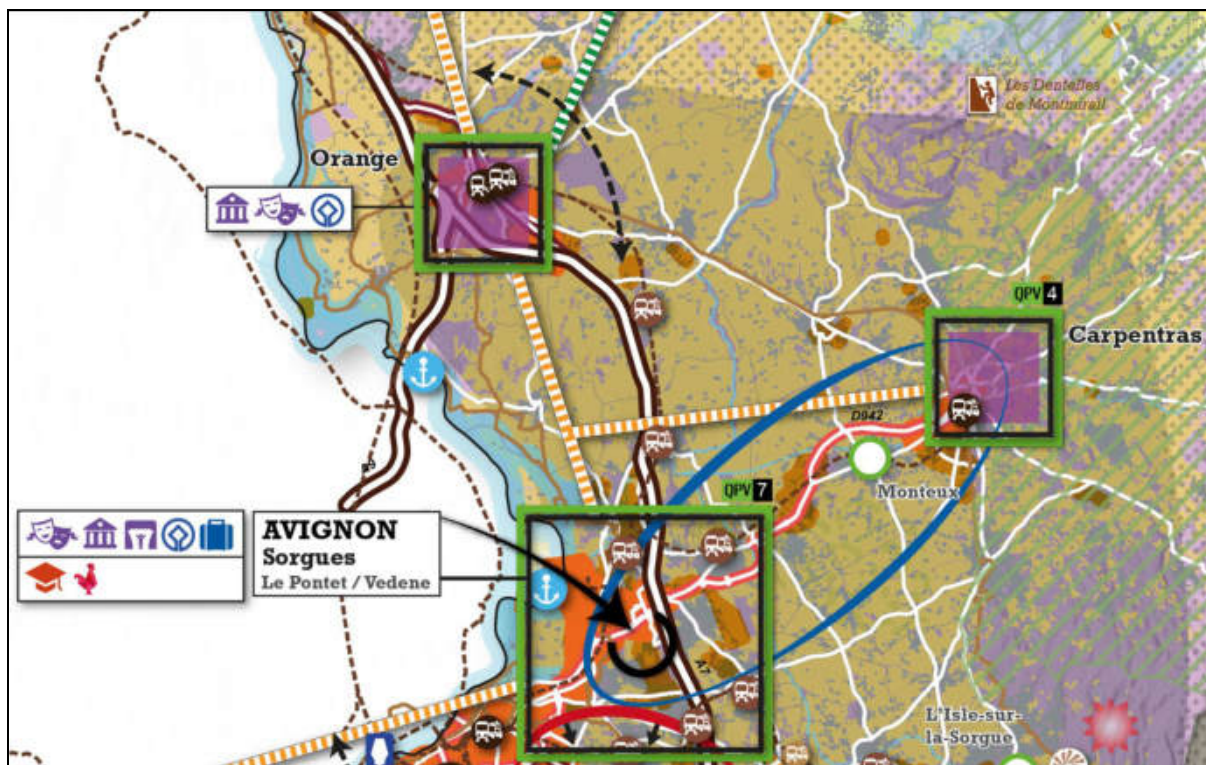 Les Dentelles
de Montmirail
Orange
QPV 4
Carpentras
D942
Monteux
QPV 7
AVIGNON
Sorgues
Le Pontet / Vedene
A7
L'Isle-sur-
la-Sorgue